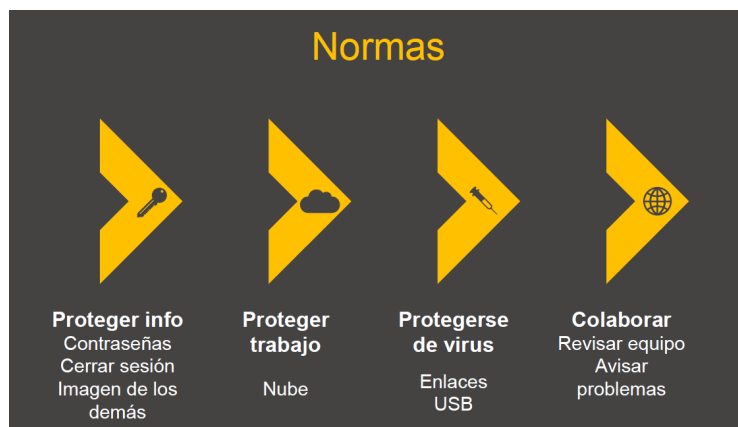 Normas
Proteger info
Contraseñas
Cerrar sesión
Imagen de los
demás
Proteger
trabajo
Nube
Protegerse
de virus
Enlaces
USB
Colaborar
Revisar equipo
Avisar
problemas